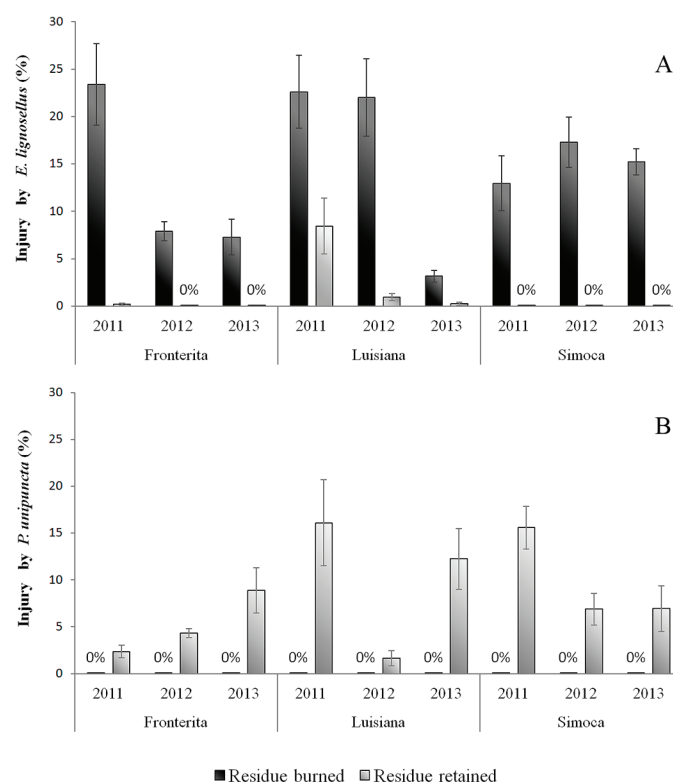 A
Injury by E. lignosellus (%)
30
25
20
15
10
5
0
0% 0% 0% 0% 0%
2011 2012 2013 2011 2012 2013 2011 2012 2013
Fronterita Luisiana Simoca
B
Injury by P. unipuncta (%)
30
25
20
15
10
5
0
0% 0% 0% 0% 0% 0% 0% 0% 0%
2011 2012 2013 2011 2012 2013 2011 2012 2013
Fronterita Luisiana Simoca
Residue burned Residue retained